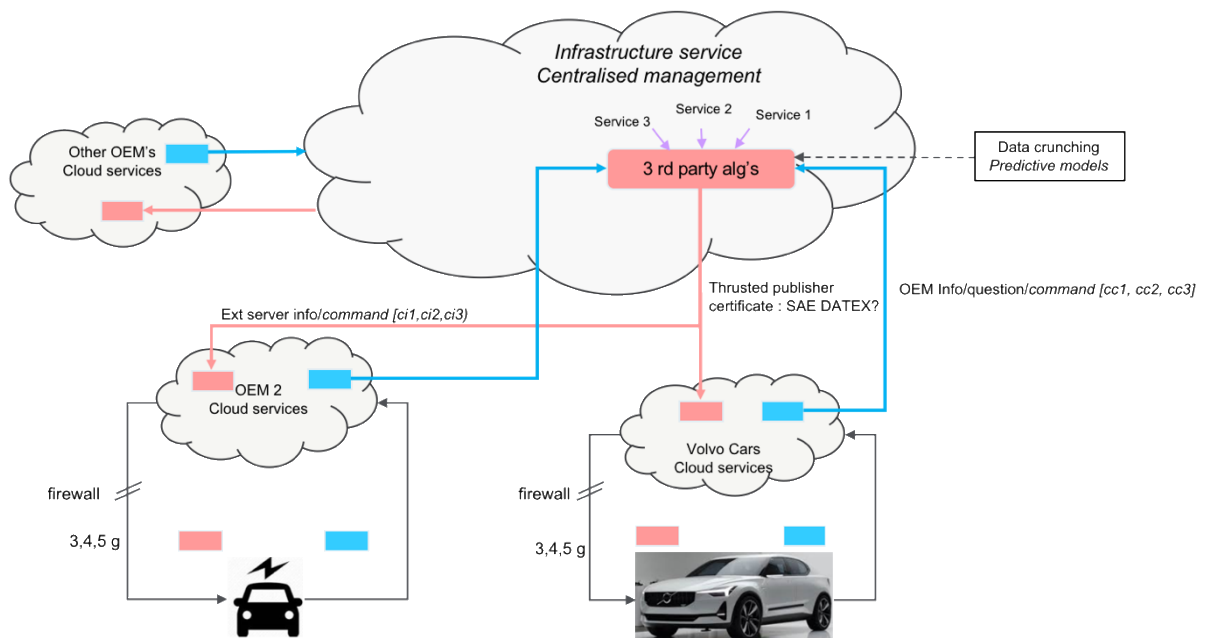 Infrastructure service
Centralised management
Service 3
Service 2
Service 1
Other OEM's
Cloud services
3 rd party alg's
Data crunching
Predictive models
Thrusted publisher
certificate : SAE DATEX?
OEM Info/question/command [cc1, cc2, cc3]
Ext server info/command [ci1,ci2,ci3)
OEM 2
Cloud services
Volvo Cars
Cloud services
firewall
3,4,5 g
firewall
3,4,5 g